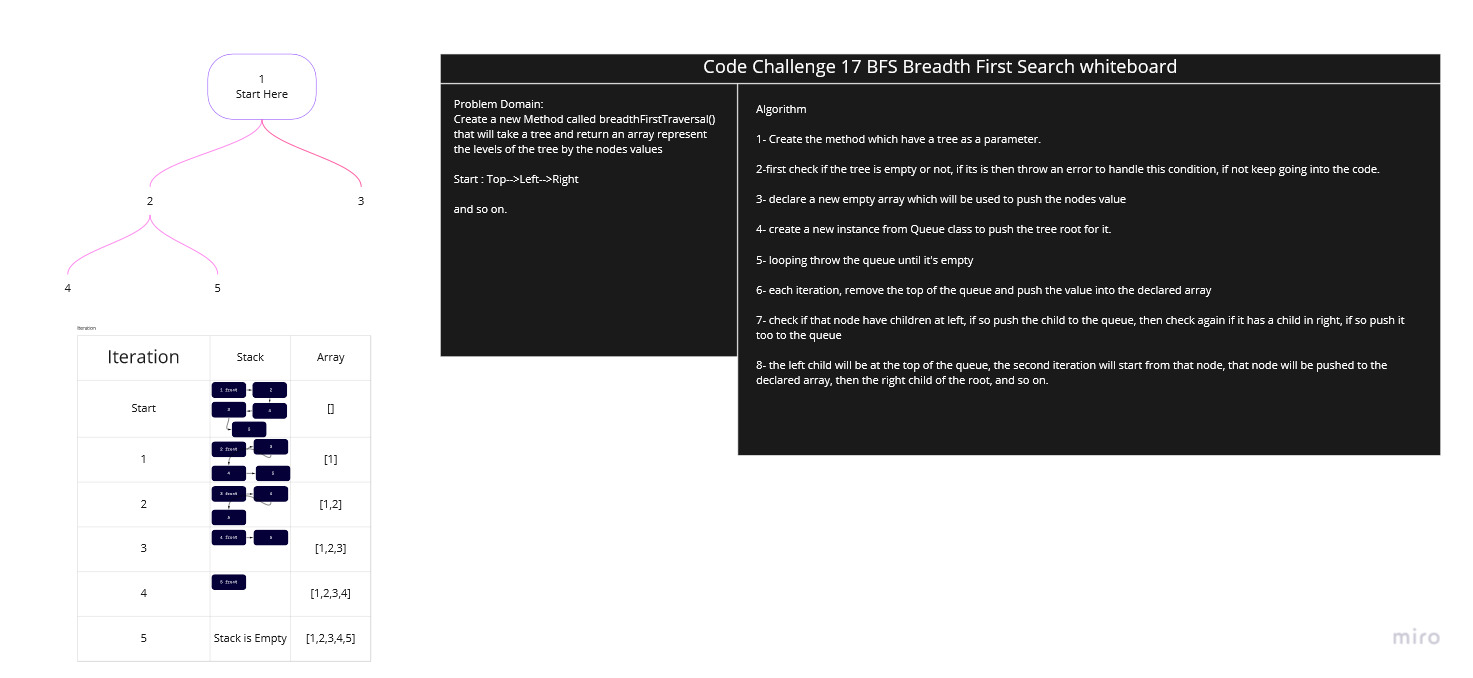 1
Start Here
2
3
4
5
Code Challenge 17 BFS Breadth First Search whiteboard
Problem Domain:
Create a new Method called breadthFirstTraversal()
that will take a tree and return an array represent
the levels of the tree by the nodes values
Start : Top-->Left-->Right
and so on.
Algorithm
1- Create the method which have a tree as a parameter.
2-first check if the tree is empty or not, if its is then throw an error to handle this condition, if not keep going into the code.
3- declare a new empty array which will be used to push the nodes value
4- create a new instance from Queue class to push the tree root for it.
5- looping throw the queue until it's empty
6- each iteration, remove the top of the queue and push the value into the declared array
7- check if that node have children at left, if so push the child to the queue, then check again if it has a child in right, if so push it
too to the queue
8- the left child will be at the top of the queue, the second iteration will start from that node, that node will be pushed to the
declared array, then the right child of the root, and so on.
Iteration
Iteration Stack Array
Start 1 front 2 []
1 2 front 4 [1]
2 3 front [1,2]
3 4 front [1,2,3]
4 5 front [1,2,3,4]
5 Stack is Empty [1,2,3,4,5]
miro